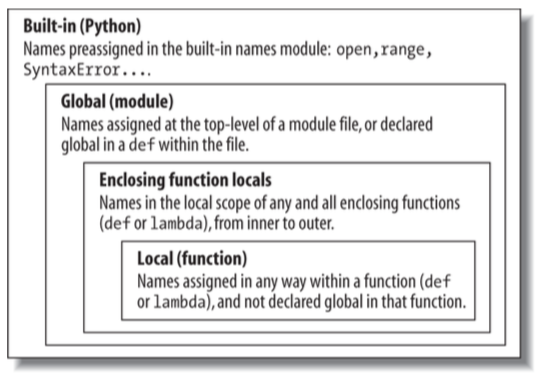 Built-in (Python)
Names preassigned in the built-in names module: open,range,
SyntaxError....
Global (module)
Names assigned at the top-level of a module file, or declared
global in a def within the file.
Enclosing function locals
Names in the local scope of any and all enclosing functions
(def or lambda), from inner to outer.
Local (function)
Names assigned in any way within a function (def
or lambda), and not declared global in that function.